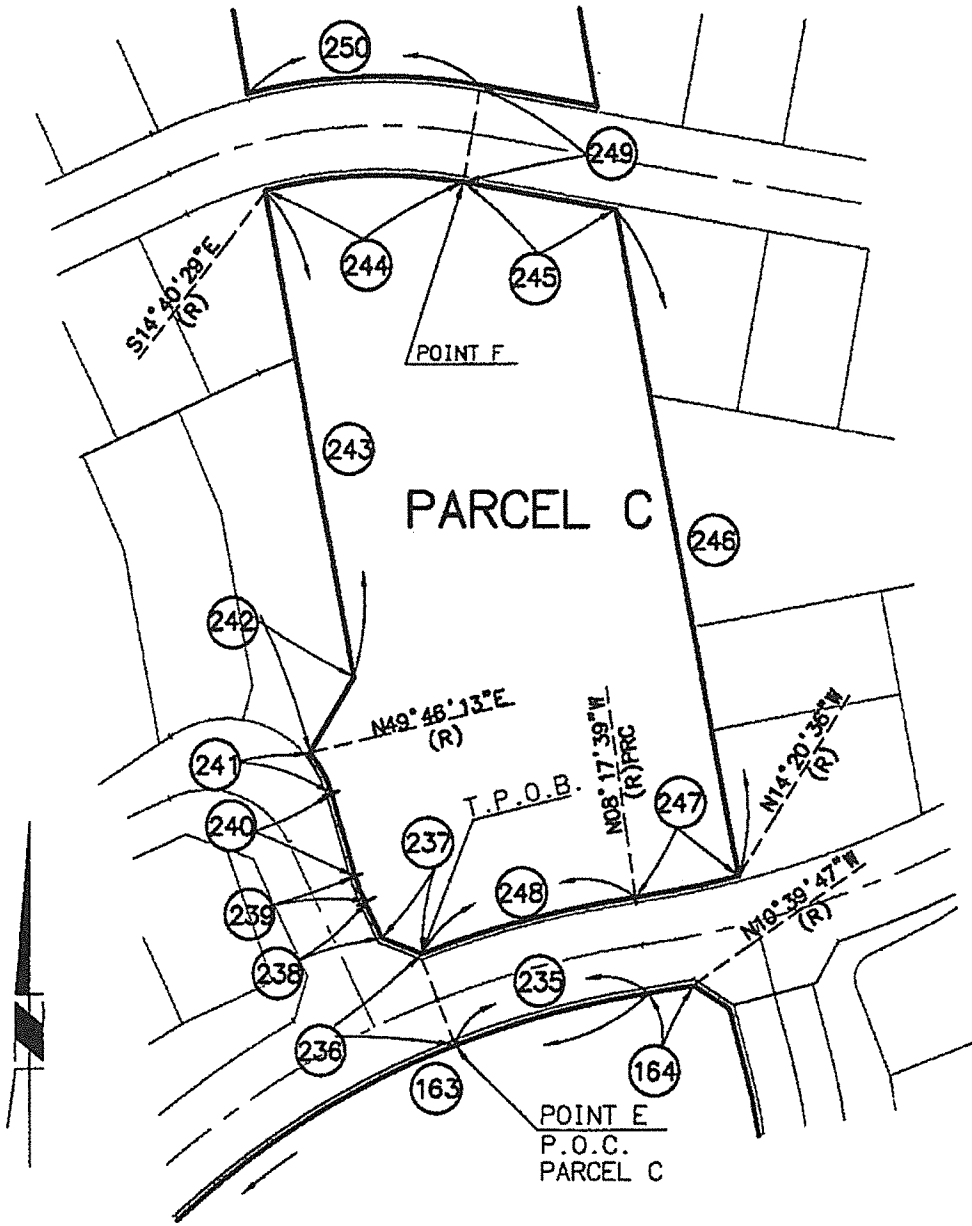 250
249
244
245
S14°40'29"E
(R)
POINT F
243
PARCEL C
246
242
N49°46'13"E
(R)
N08°17'39"W
(R)PRC
N14°20'36"W
(R)
241
T.P.O.B.
247
240
237
248
N10°39'47"W
(R)
239
238
235
236
164
163
POINT E
P.O.C.
PARCEL C